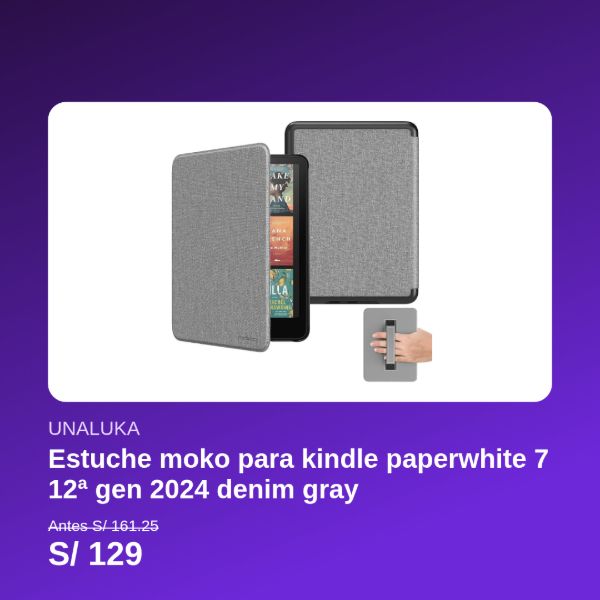 UNALUKA
Estuche moko para kindle paperwhite 7
12ª gen 2024 denim gray
Antes S/ 161.25
S/ 129